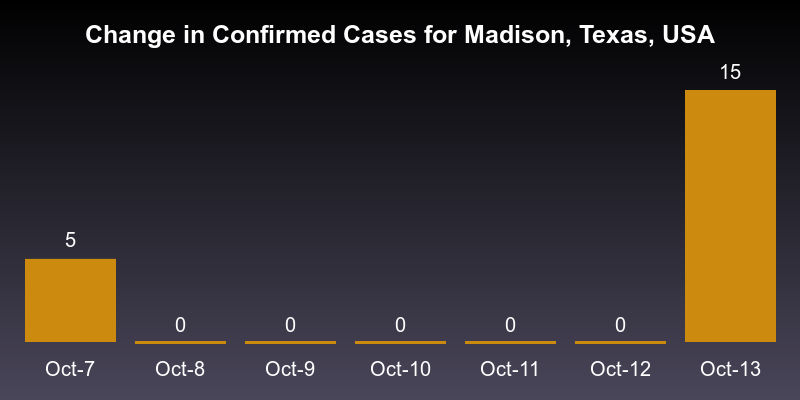 Change in Confirmed Cases for Madison, Texas, USA
15
5
0 0 0 0 0
Oct-7 Oct-8 Oct-9 Oct-10 Oct-11 Oct-12 Oct-13